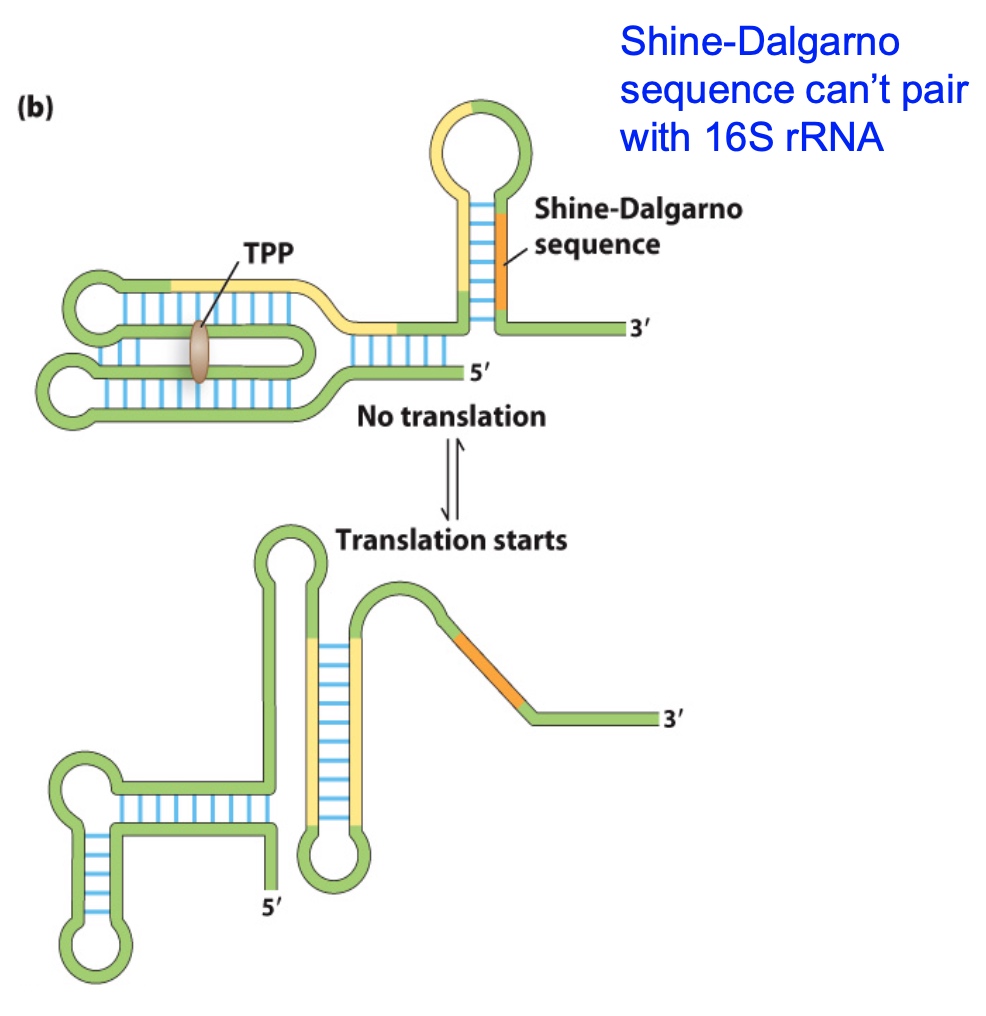 Shine-Dalgarno
sequence can’t pair
with 16S rRNA
(b)
Shine-Dalgarno
sequence
TPP
3′
5′
No translation
Translation starts
3′
5′